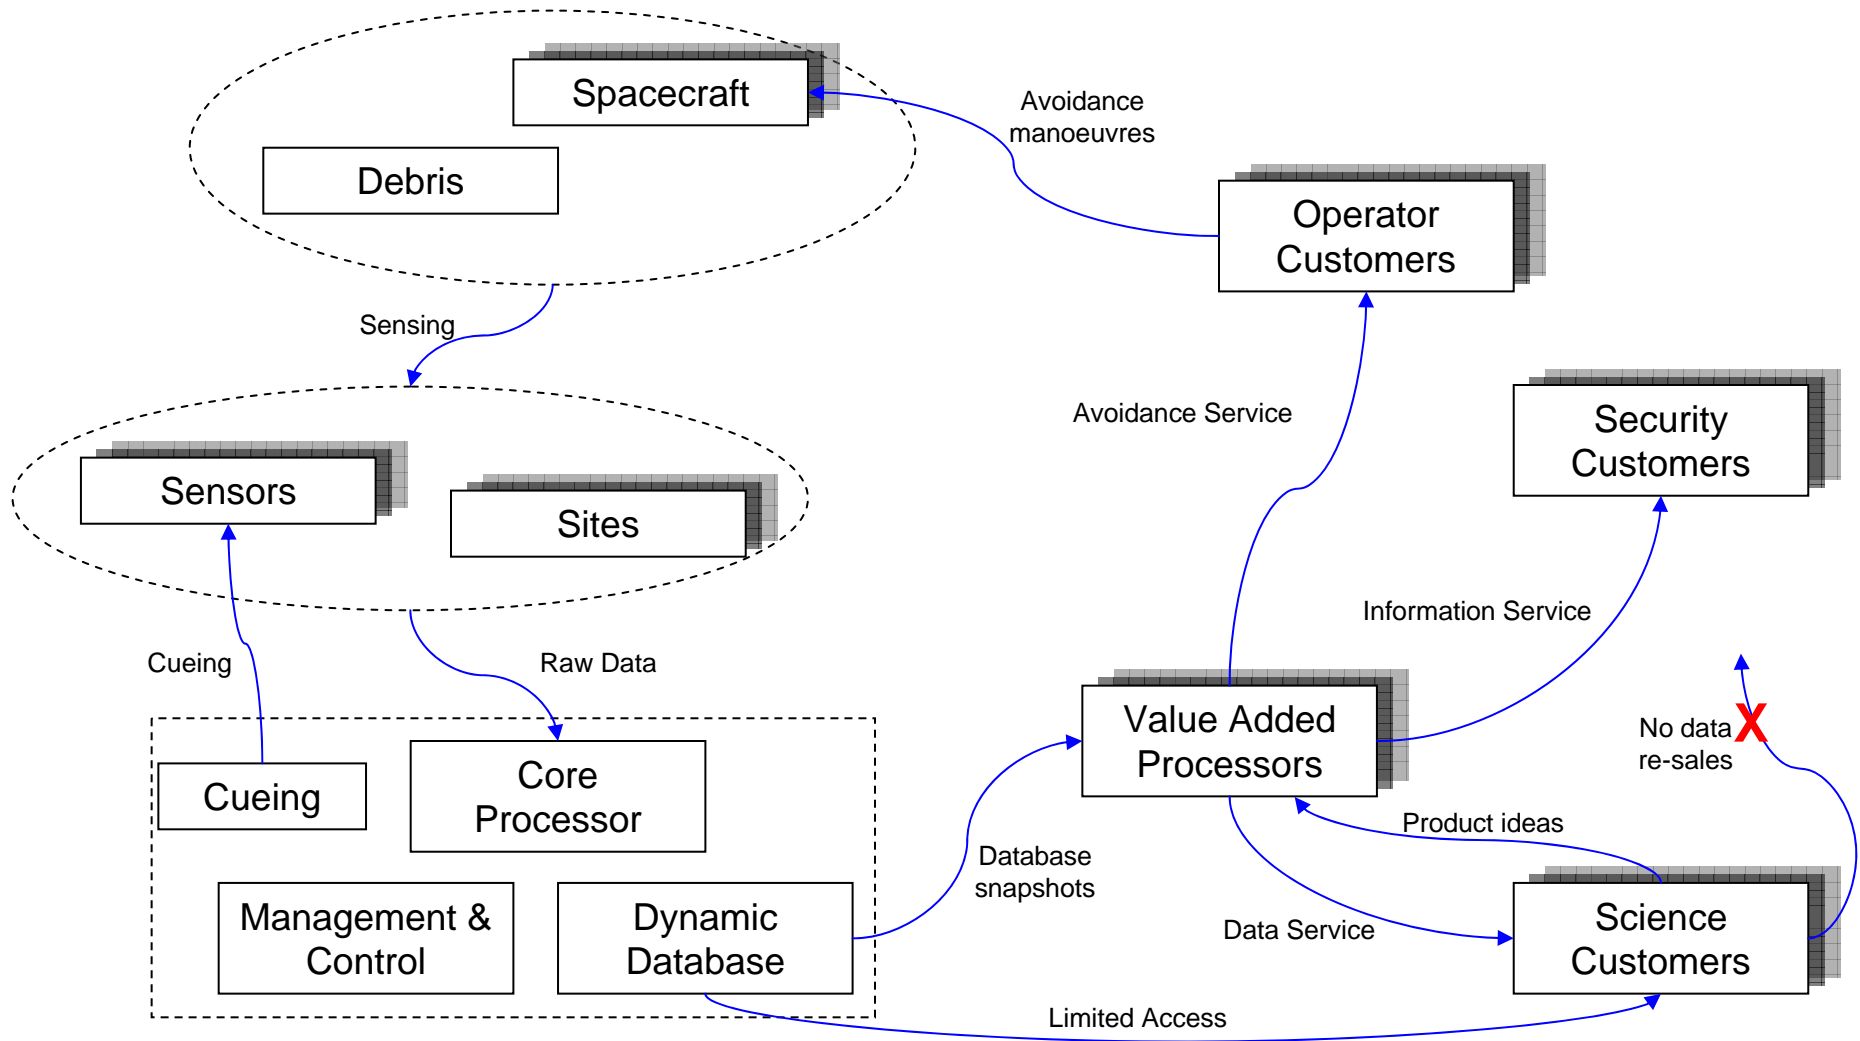 Spacecraft
Avoidance
manoeuvres
Debris
Operator
Customers
Sensing
Avoidance Service
Security
Customers
Sensors
Sites
Information Service
Cueing
Raw Data
Value Added
Processors
No data
re-sales
X
Core
Processor
Cueing
Product ideas
Database
snapshots
Management &
Control
Dynamic
Database
Data Service
Science
Customers
Limited Access